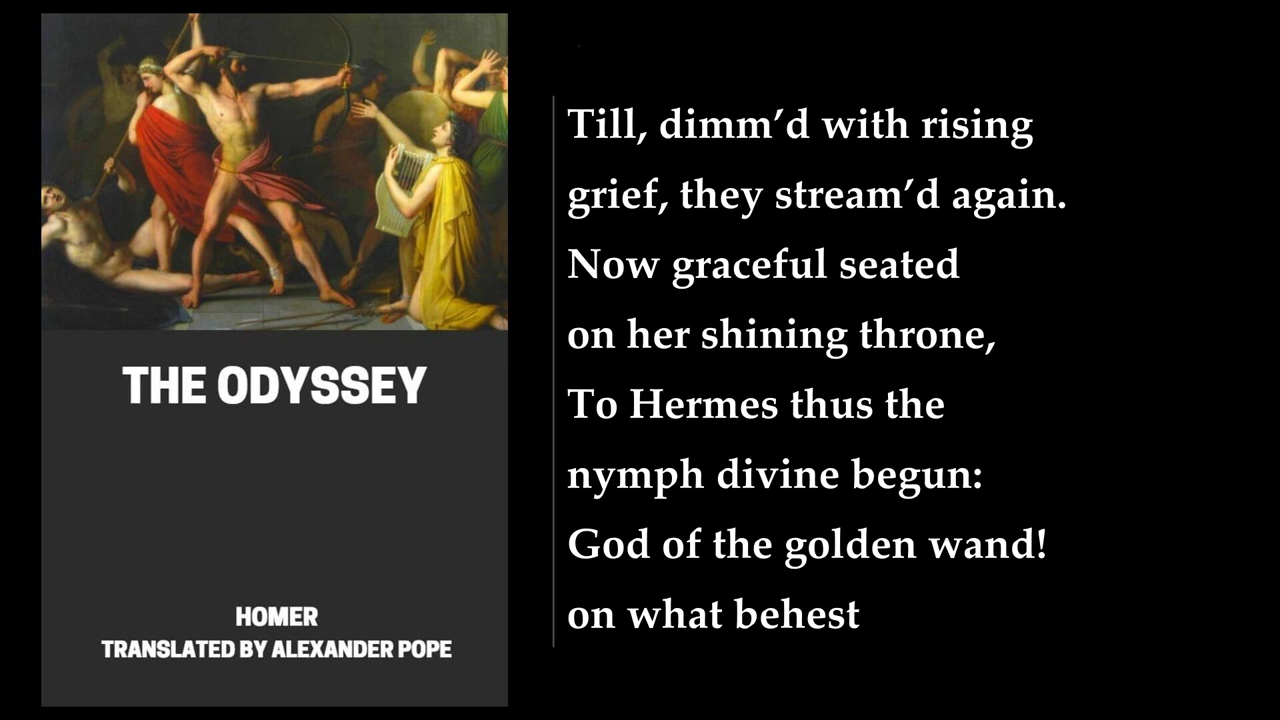 THE ODYSSEY
HOMER
TRANSLATED BY ALEXANDER POPE
Till, dimm’d with rising
grief, they stream’d again.
Now graceful seated
on her shining throne,
To Hermes thus the
nymph divine begun:
God of the golden wand!
on what behest